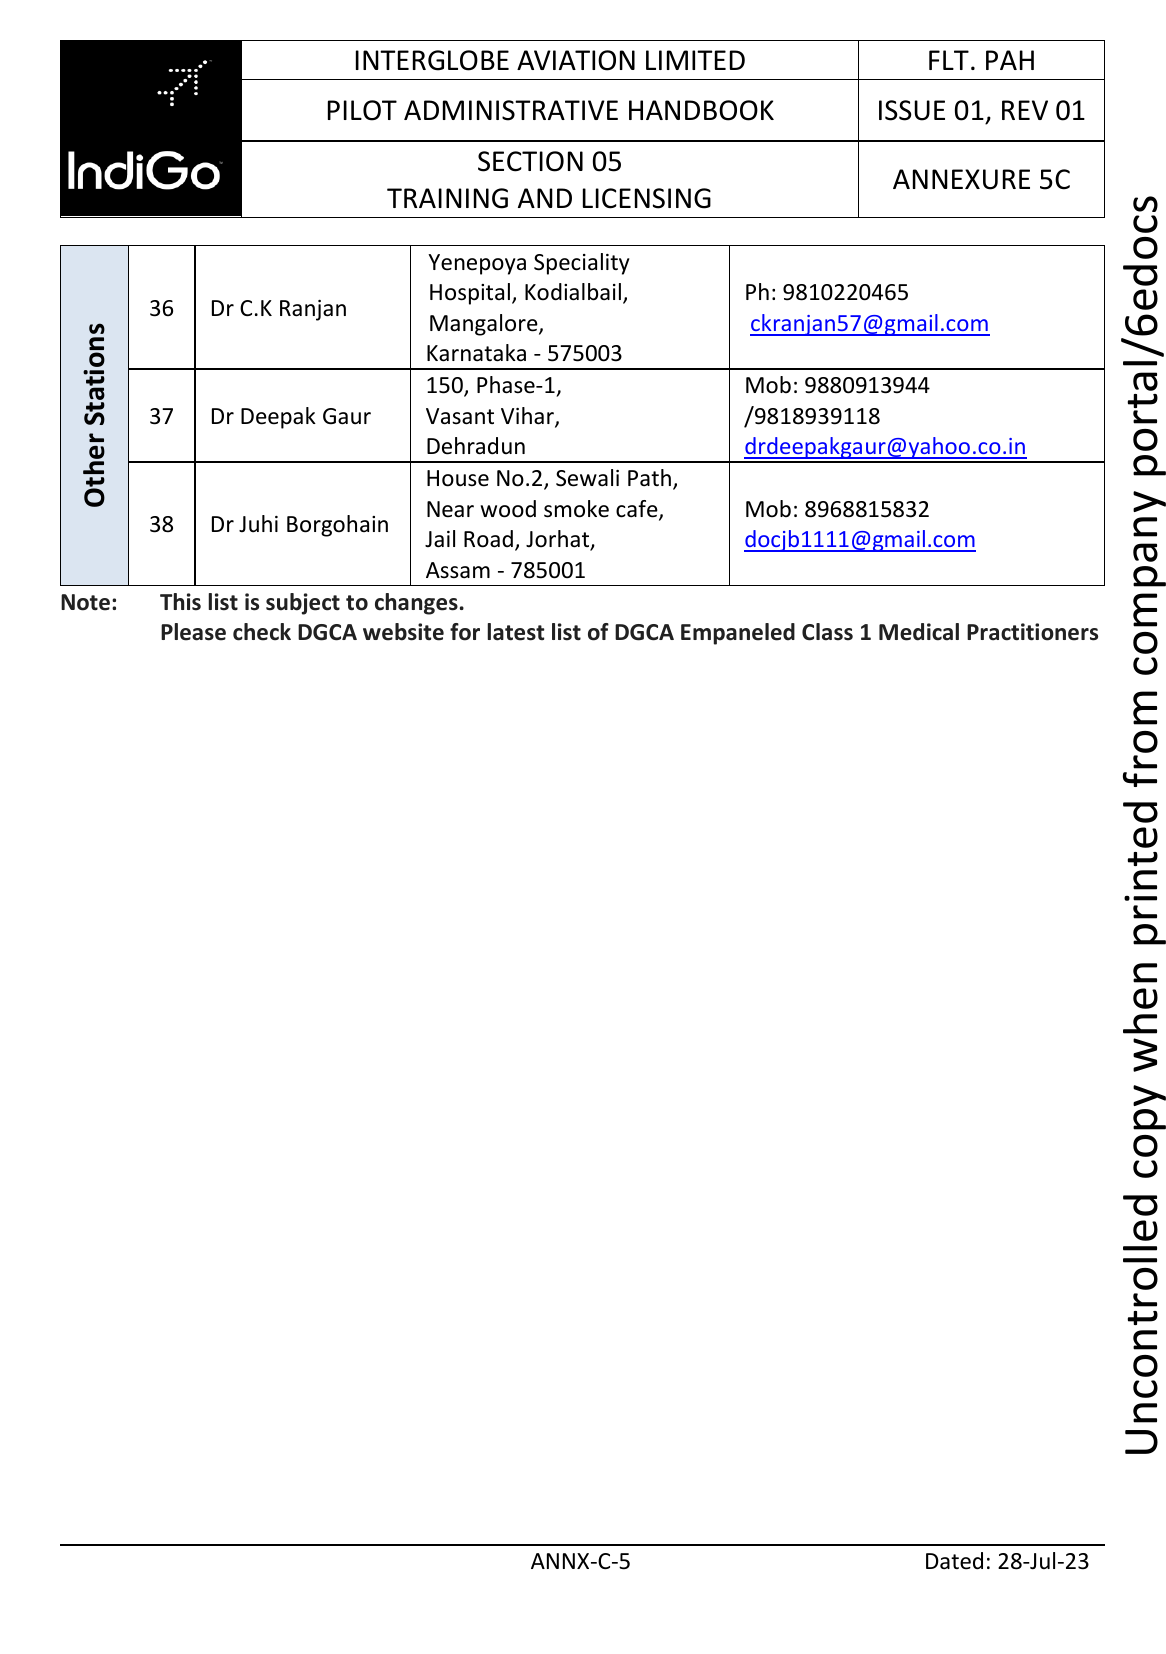 IndiGo
INTERGLOBE AVIATION LIMITED
FLT. PAH
PILOT ADMINISTRATIVE HANDBOOK
ISSUE 01, REV 01
SECTION 05
TRAINING AND LICENSING
ANNEXURE 5C
Other Stations
36
Dr C.K Ranjan
Yenepoya Speciality
Hospital, Kodialbail,
Mangalore,
Karnataka - 575003
Ph: 9810220465
ckranjan57@gmail.com
37
Dr Deepak Gaur
150, Phase-1,
Vasant Vihar,
Dehradun
Mob: 9880913944
/9818939118
drdeepakgaur@yahoo.co.in
38
Dr Juhi Borgohain
House No.2, Sewali Path,
Near wood smoke cafe,
Jail Road, Jorhat,
Assam - 785001
Mob: 8968815832
docjb1111@gmail.com
Note: This list is subject to changes.
Please check DGCA website for latest list of DGCA Empaneled Class 1 Medical Practitioners
Uncontrolled copy when printed from company portal/6edocs
ANNX-C-5
Dated: 28-Jul-23